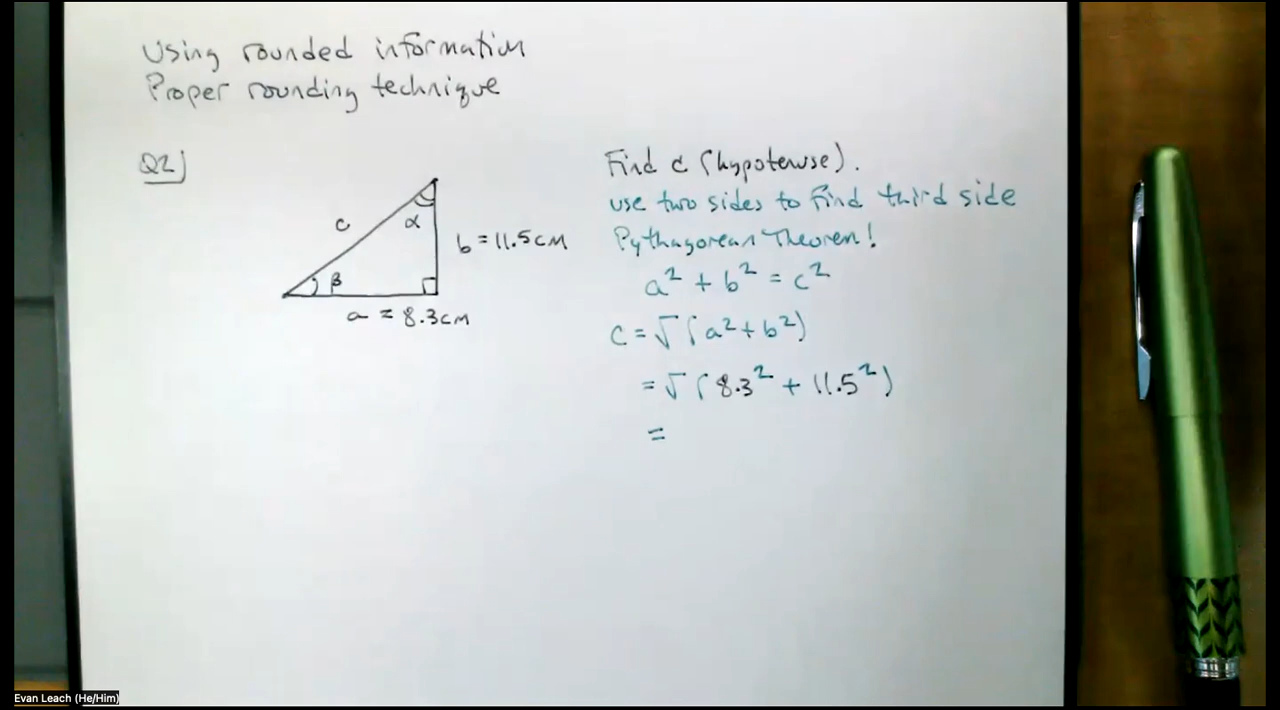 Using rounded information
Proper rounding technique
Q2)
c
α
β
b = 11.5cm
a = 8.3cm
Find c (hypotenuse).
use two sides to find third side
Pythagorean Theorem!
a² + b² = c²
c = √(a² + b²)
= √(8.3² + 11.5²)
=
Evan Leach (He/Him)